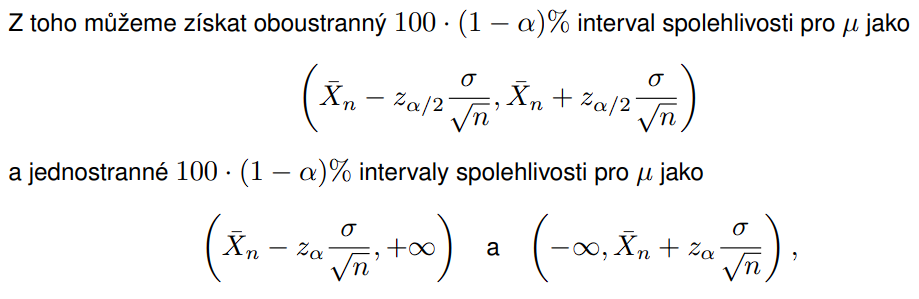 Z toho můžeme získat oboustranný $100 \cdot (1 - \alpha)\%$ interval spolehlivosti pro $\mu$ jako
$\left( \bar{X}_n - z_{\alpha/2} \frac{\sigma}{\sqrt{n}}, \bar{X}_n + z_{\alpha/2} \frac{\sigma}{\sqrt{n}} \right)$
a jednostranné $100 \cdot (1 - \alpha)\%$ intervaly spolehlivosti pro $\mu$ jako
$\left( \bar{X}_n - z_{\alpha} \frac{\sigma}{\sqrt{n}}, +\infty \right)$ a $\left( -\infty, \bar{X}_n + z_{\alpha} \frac{\sigma}{\sqrt{n}} \right),$